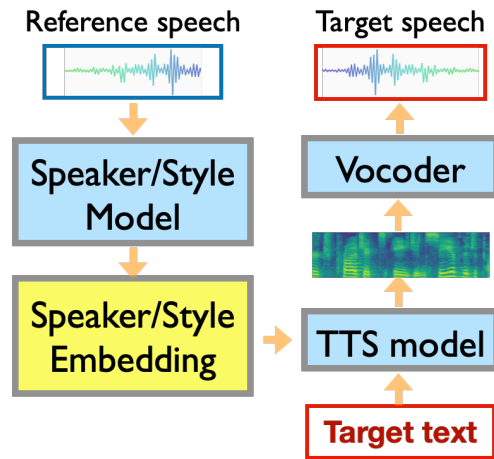 Reference speech
Target speech
Speaker/Style
Model
Vocoder
Speaker/Style
Embedding
TTS model
Target text